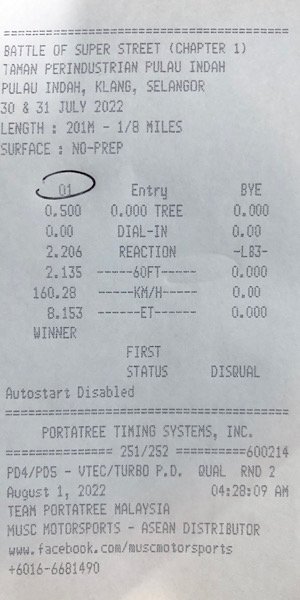 =======================================
BATTLE OF SUPER STREET (CHAPTER 1)
TAMAN PERINDUSTRIAN PULAU INDAH
PULAU INDAH, KLANG, SELANGOR
30 & 31 JULY 2022
LENGTH : 201M - 1/8 MILES
SURFACE : NO-PREP
01 Entry BYE
0.500 0.000 TREE 0.000
0.00 DIAL-IN 0.00
2.206 REACTION ~L83~
2.135 ------60FT------ 0.000
160.28 ------KM/H------ 0.00
8.153 -------ET------- 0.000
WINNER
FIRST
STATUS DISQUAL
Autostart Disabled
=======================================
PORTATREE TIMING SYSTEMS, INC.
=============== 251/252 ==========600214
PD4/PD5 - VTEC/TURBO P.D. QUAL RND 2
August 1, 2022 04:28:09 AM
TEAM PORTATREE MALAYSIA
MUSC MOTORSPORTS - ASEAN DISTRIBUTOR
www.facebook.com/muscmotorsports
+6016-6681490